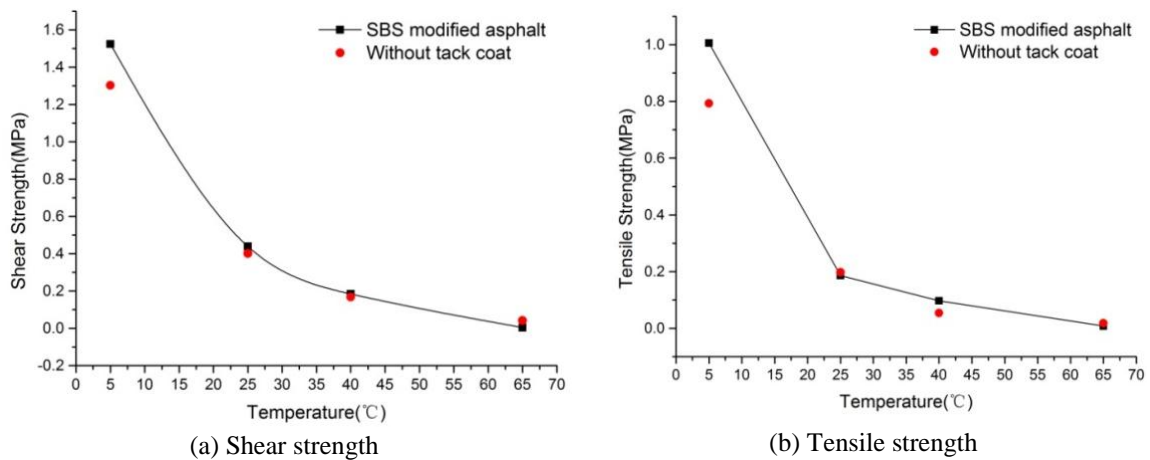 SBS modified asphalt
Without tack coat
1.6
1.4
1.2
1.0
0.8
0.6
0.4
0.2
0.0
-0.2
Shear Strength(MPa)
0 5 10 15 20 25 30 35 40 45 50 55 60 65 70
Temperature(℃)
(a) Shear strength
SBS modified asphalt
Without tack coat
1.0
0.8
0.6
0.4
0.2
0.0
Tensile Strength(MPa)
0 5 10 15 20 25 30 35 40 45 50 55 60 65 70
Temperature(℃)
(b) Tensile strength